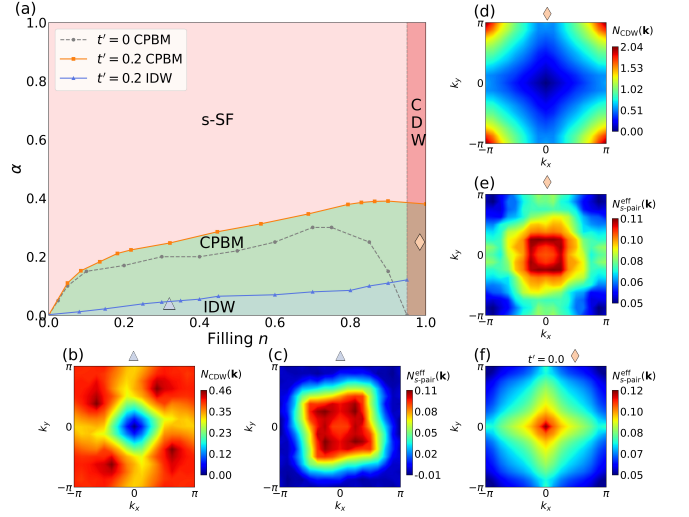 (a)
1.0
0.8
0.6
0.4
0.2
0.0
α
t′ = 0 CPBM
t′ = 0.2 CPBM
t′ = 0.2 IDW
s-SF
C
D
W
CPBM
IDW
0.0 0.2 0.4 0.6 0.8 1.0
Filling n
(d)
π
0
−π
k_y
−π 0 π
k_x
N_CDW(k)
2.04
1.53
1.02
0.51
0.00
(e)
π
0
−π
k_y
−π 0 π
k_x
N^eff_s-pair(k)
0.11
0.09
0.08
0.06
0.05
(b)
π
0
−π
k_y
−π 0 π
k_x
N_CDW(k)
0.46
0.34
0.23
0.11
0.00
(c)
π
0
−π
k_y
−π 0 π
k_x
N^eff_s-pair(k)
0.11
0.08
0.05
0.02
-0.01
(f)
t′ = 0.0
π
0
−π
k_y
−π 0 π
k_x
N^eff_s-pair(k)
0.12
0.10
0.08
0.07
0.05